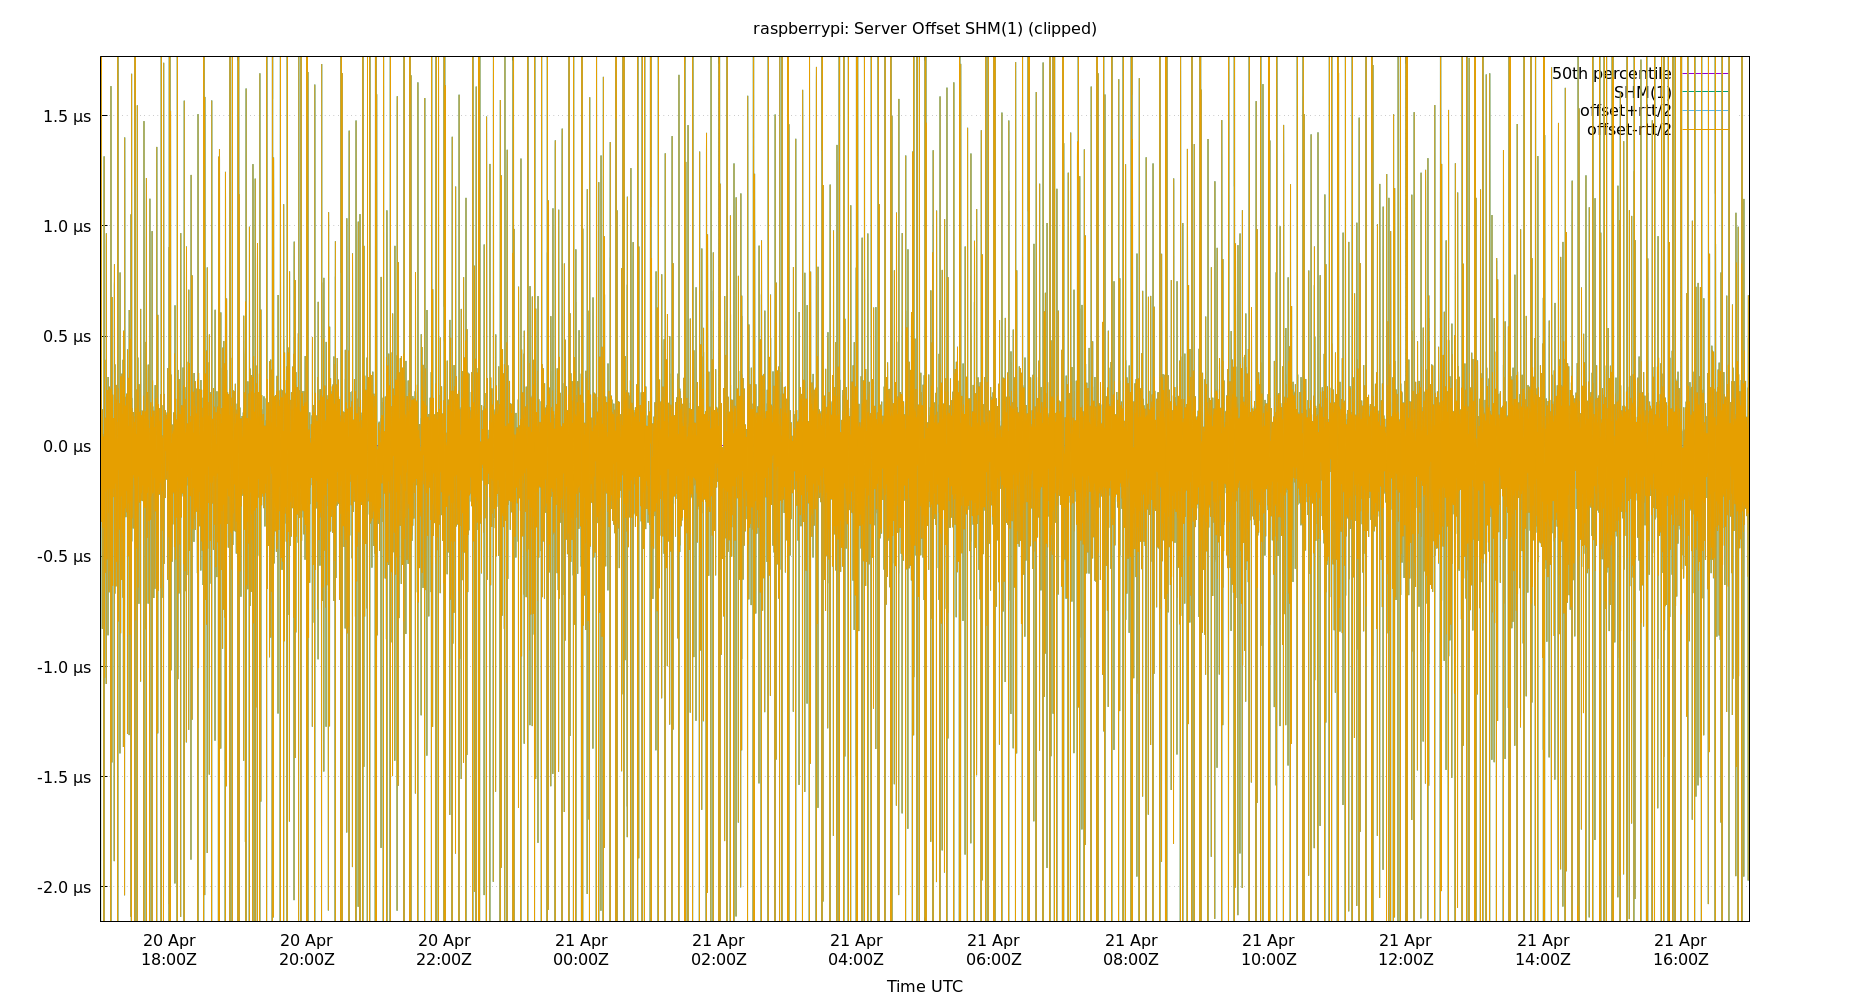 raspberrypi: Server Offset SHM(1) (clipped)
50th percentile
SHM(1)
offset+rtt/2
offset-rtt/2
1.5 µs
1.0 µs
0.5 µs
0.0 µs
-0.5 µs
-1.0 µs
-1.5 µs
-2.0 µs
20 Apr 20 Apr 20 Apr 21 Apr 21 Apr 21 Apr 21 Apr 21 Apr 21 Apr 21 Apr 21 Apr 21 Apr
18:00Z 20:00Z 22:00Z 00:00Z 02:00Z 04:00Z 06:00Z 08:00Z 10:00Z 12:00Z 14:00Z 16:00Z
Time UTC